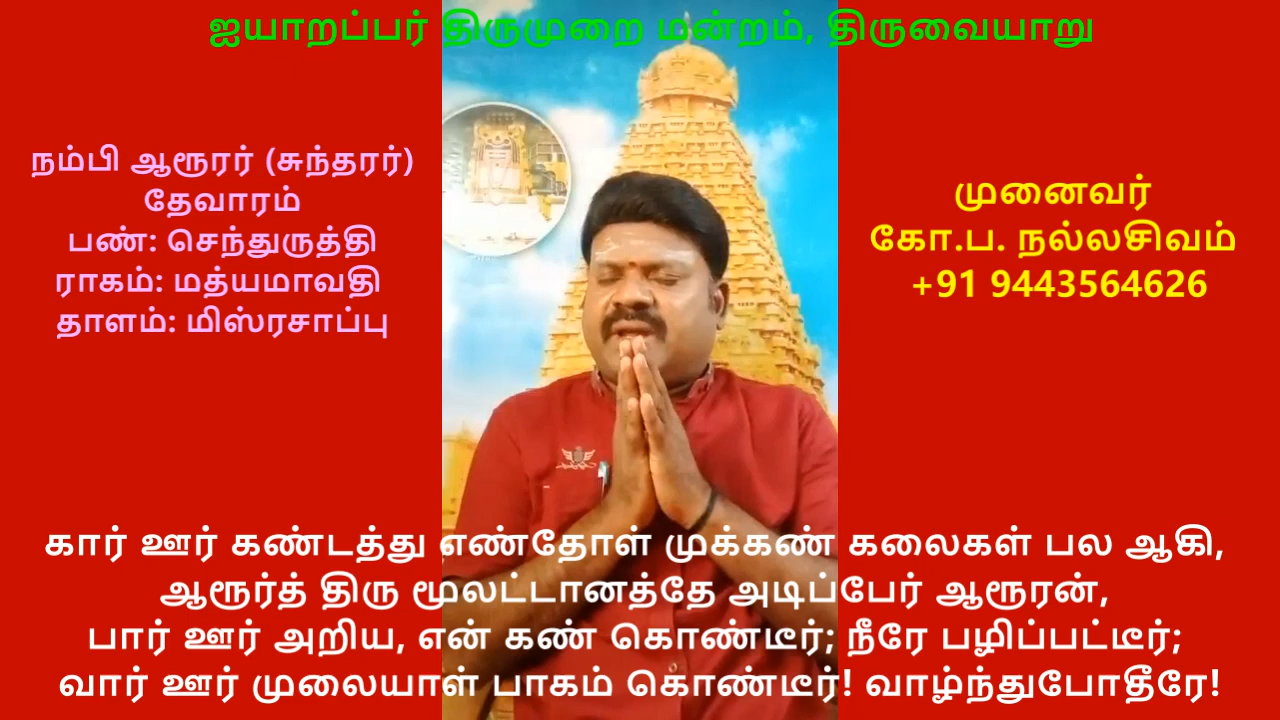 ஐயாறப்பர் திருமுறை மன்றம், திருவையாறு
நம்பி ஆரூரர் (சுந்தரர்)
தேவாரம்
பண்: செந்துருத்தி
ராகம்: மத்யமாவதி
தாளம்: மிஸ்ரசாப்பு
முனைவர்
கோ.ப. நல்லசிவம்
+91 9443564626
கார் ஊர் கண்டத்து எண்தோள் முக்கண் கலைகள் பல ஆகி,
ஆரூர்த் திரு மூலட்டானத்தே அடிப்பேர் ஆரூரன்,
பார் ஊர் அறிய, என் கண் கொண்டீர்; நீரே பழிப்பட்டீர்;
வார் ஊர் முலையாள் பாகம் கொண்டீர்! வாழ்ந்துபோதீரே!